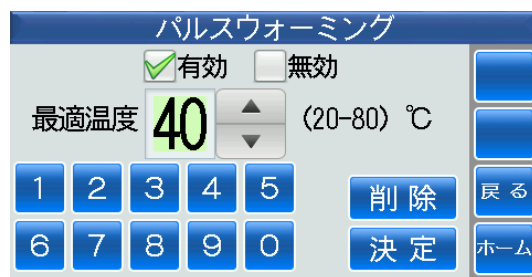 パルスウォーミング
有効 無効
最適温度 40 (20-80) ℃
1 2 3 4 5 削除 戻る
6 7 8 9 0 決定 ホーム